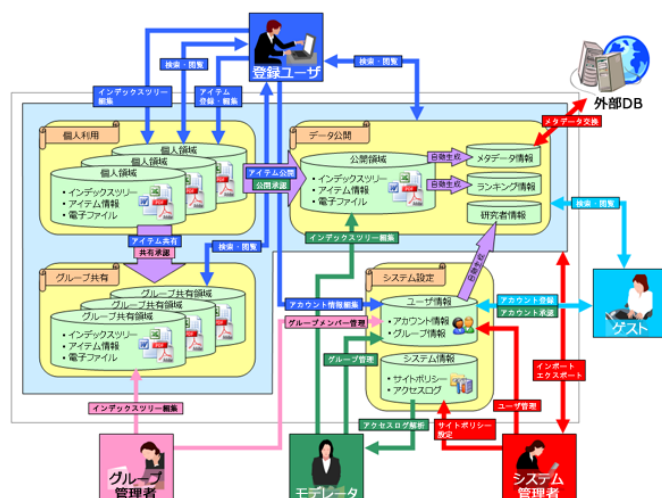 登録ユーザ
外部DB
検索・閲覧
検索・閲覧
インデックスツリー
編集
アイテム
登録・編集
メタデータ交換
個人利用
データ公開
個人領域
個人領域
個人領域
・インデックスツリー
・アイテム情報
・電子ファイル
アイテム公開
公開承認
公開領域
・インデックスツリー
・アイテム情報
・電子ファイル
自動生成
メタデータ情報
自動生成
ランキング情報
研究者情報
検索・閲覧
アイテム共有
共有承認
検索・閲覧
インデックスツリー編集
自動生成
グループ共有
システム設定
グループ共有領域
グループ共有領域
グループ共有領域
・インデックスツリー
・アイテム情報
・電子ファイル
アカウント情報編集
グループメンバー管理
グループ管理
ユーザ情報
・アカウント情報
・グループ情報
アカウント登録
アカウント承認
ゲスト
システム情報
・サイトポリシー
・アクセスログ
インポート
エクスポート
インデックスツリー編集
アクセスログ解析
サイトポリシー
設定
ユーザ管理
グループ
管理者
モデレータ
システム
管理者